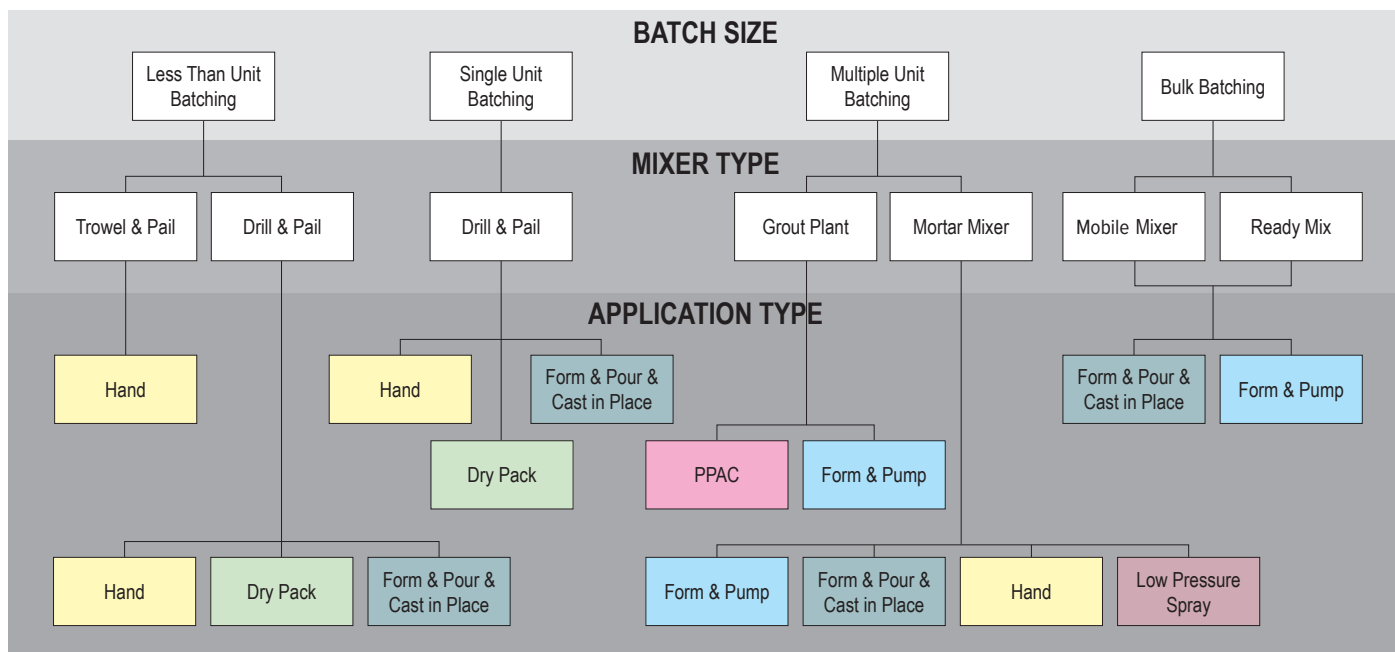 BATCH SIZE
Less Than Unit
Batching
Single Unit
Batching
Multiple Unit
Batching
Bulk Batching
MIXER TYPE
Trowel & Pail
Drill & Pail
Drill & Pail
Grout Plant
Mortar Mixer
Mobile Mixer
Ready Mix
APPLICATION TYPE
Hand
Hand
Form & Pour &
Cast in Place
Form & Pour &
Cast in Place
Form & Pump
Dry Pack
PPAC
Form & Pump
Hand
Dry Pack
Form & Pour &
Cast in Place
Form & Pump
Form & Pour &
Cast in Place
Hand
Low Pressure
Spray